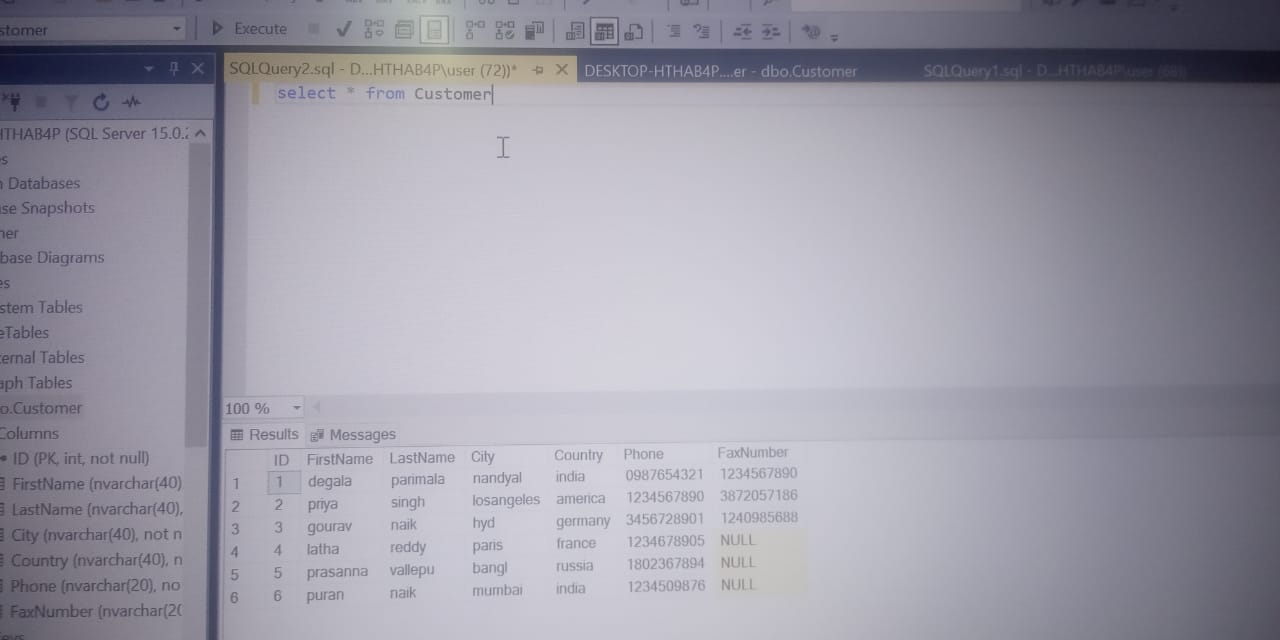 stomer
Execute
SQLQuery2.sql - D...HTHAB4P\user (72))*
DESKTOP-HTHAB4P....er - dbo.Customer
SQLQuery1.sql - D...HTHAB4P\user (68))
select * from Customer
HTHAB4P (SQL Server 15.0.2
es
n Databases
se Snapshots
ner
base Diagrams
es
stem Tables
eTables
ernal Tables
aph Tables
o.Customer
Columns
ID (PK, int, not null)
FirstName (nvarchar(40)
LastName (nvarchar(40),
City (nvarchar(40), not n
Country (nvarchar(40), n
Phone (nvarchar(20), no
FaxNumber (nvarchar(20
100 %
Results Messages
ID FirstName LastName City Country Phone FaxNumber
1 1 degala parimala nandyal india 0987654321 1234567890
2 2 priya singh losangeles america 1234567890 3872057186
3 3 gourav naik hyd germany 3456728901 1240985688
4 4 latha reddy paris france 1234678905 NULL
5 5 prasanna vallepu bangl russia 1802367894 NULL
6 6 puran naik mumbai india 1234509876 NULL